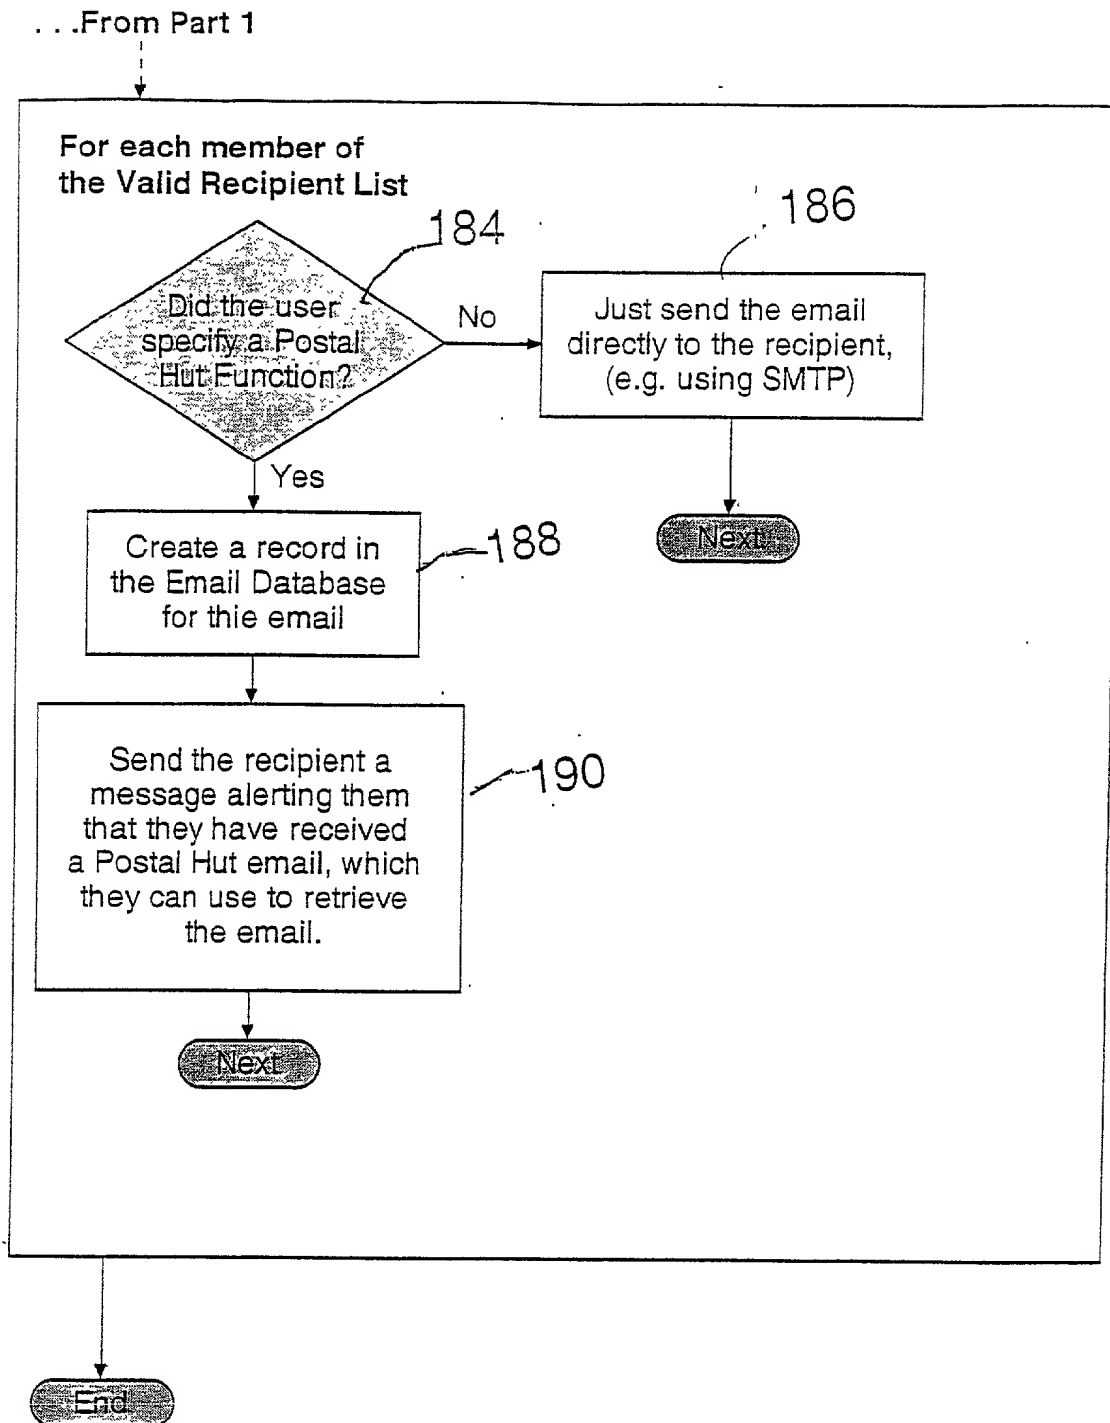 . . .From Part 1
For each member of
the Valid Recipient List
184
186
Did the user
specify a Postal
Hut Function?
No
Just send the email
directly to the recipient,
(e.g. using SMTP)
Yes
Next
Create a record in
the Email Database
for thie email
188
Send the recipient a
message alerting them
that they have received
a Postal Hut email, which
they can use to retrieve
the email.
190
Next
End